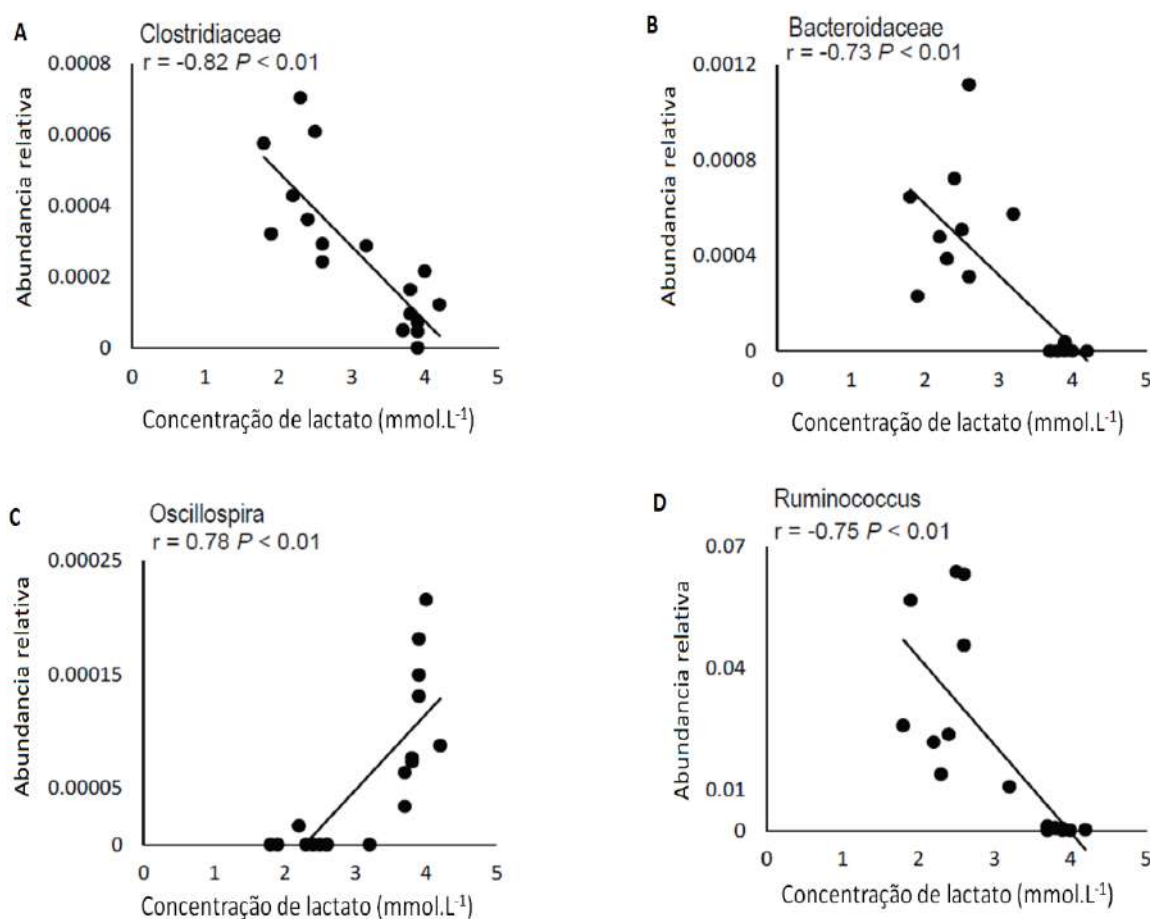 A
Clostridiaceae
r = -0.82 P < 0.01
Abundancia relativa
0.0008
0.0006
0.0004
0.0002
0
0 1 2 3 4 5
Concentração de lactato (mmol.L-1)
B
Bacteroidaceae
r = -0.73 P < 0.01
Abundância relativa
0.0012
0.0008
0.0004
0
0 1 2 3 4 5
Concentração de lactato (mmol.L-1)
C
Oscillospira
r = 0.78 P < 0.01
Abundância relativa
0.00025
0.00015
0.00005
0
0 1 2 3 4 5
Concentração de lactato (mmol.L-1)
D
Ruminococcus
r = -0.75 P < 0.01
Abundância relativa
0.07
0.04
0.01
0
0 1 2 3 4 5
Concentração de lactato (mmol.L-1)